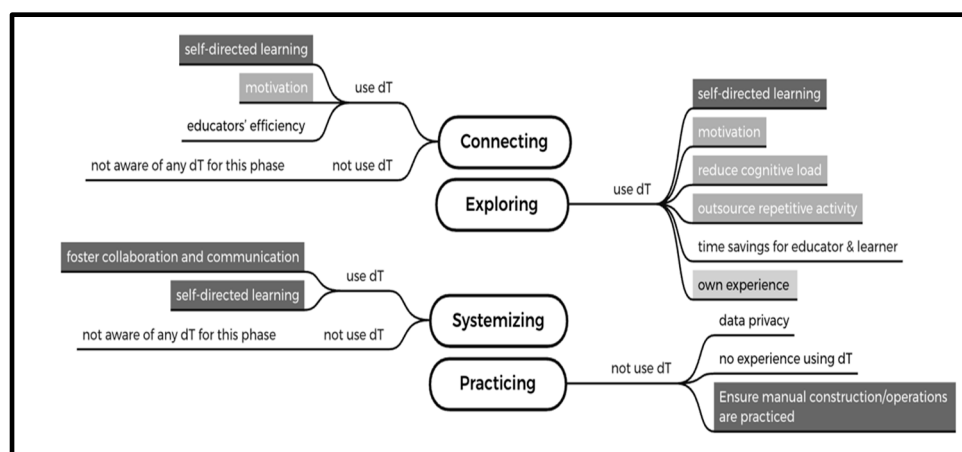 self-directed learning
motivation
use dT
educators' efficiency
Connecting
not aware of any dT for this phase
not use dT
Exploring
use dT
self-directed learning
motivation
reduce cognitive load
outsource repetitive activity
time savings for educator & learner
own experience
foster collaboration and communication
use dT
self-directed learning
Systemizing
not aware of any dT for this phase
not use dT
Practicing
not use dT
data privacy
no experience using dT
Ensure manual construction/operations
are practiced